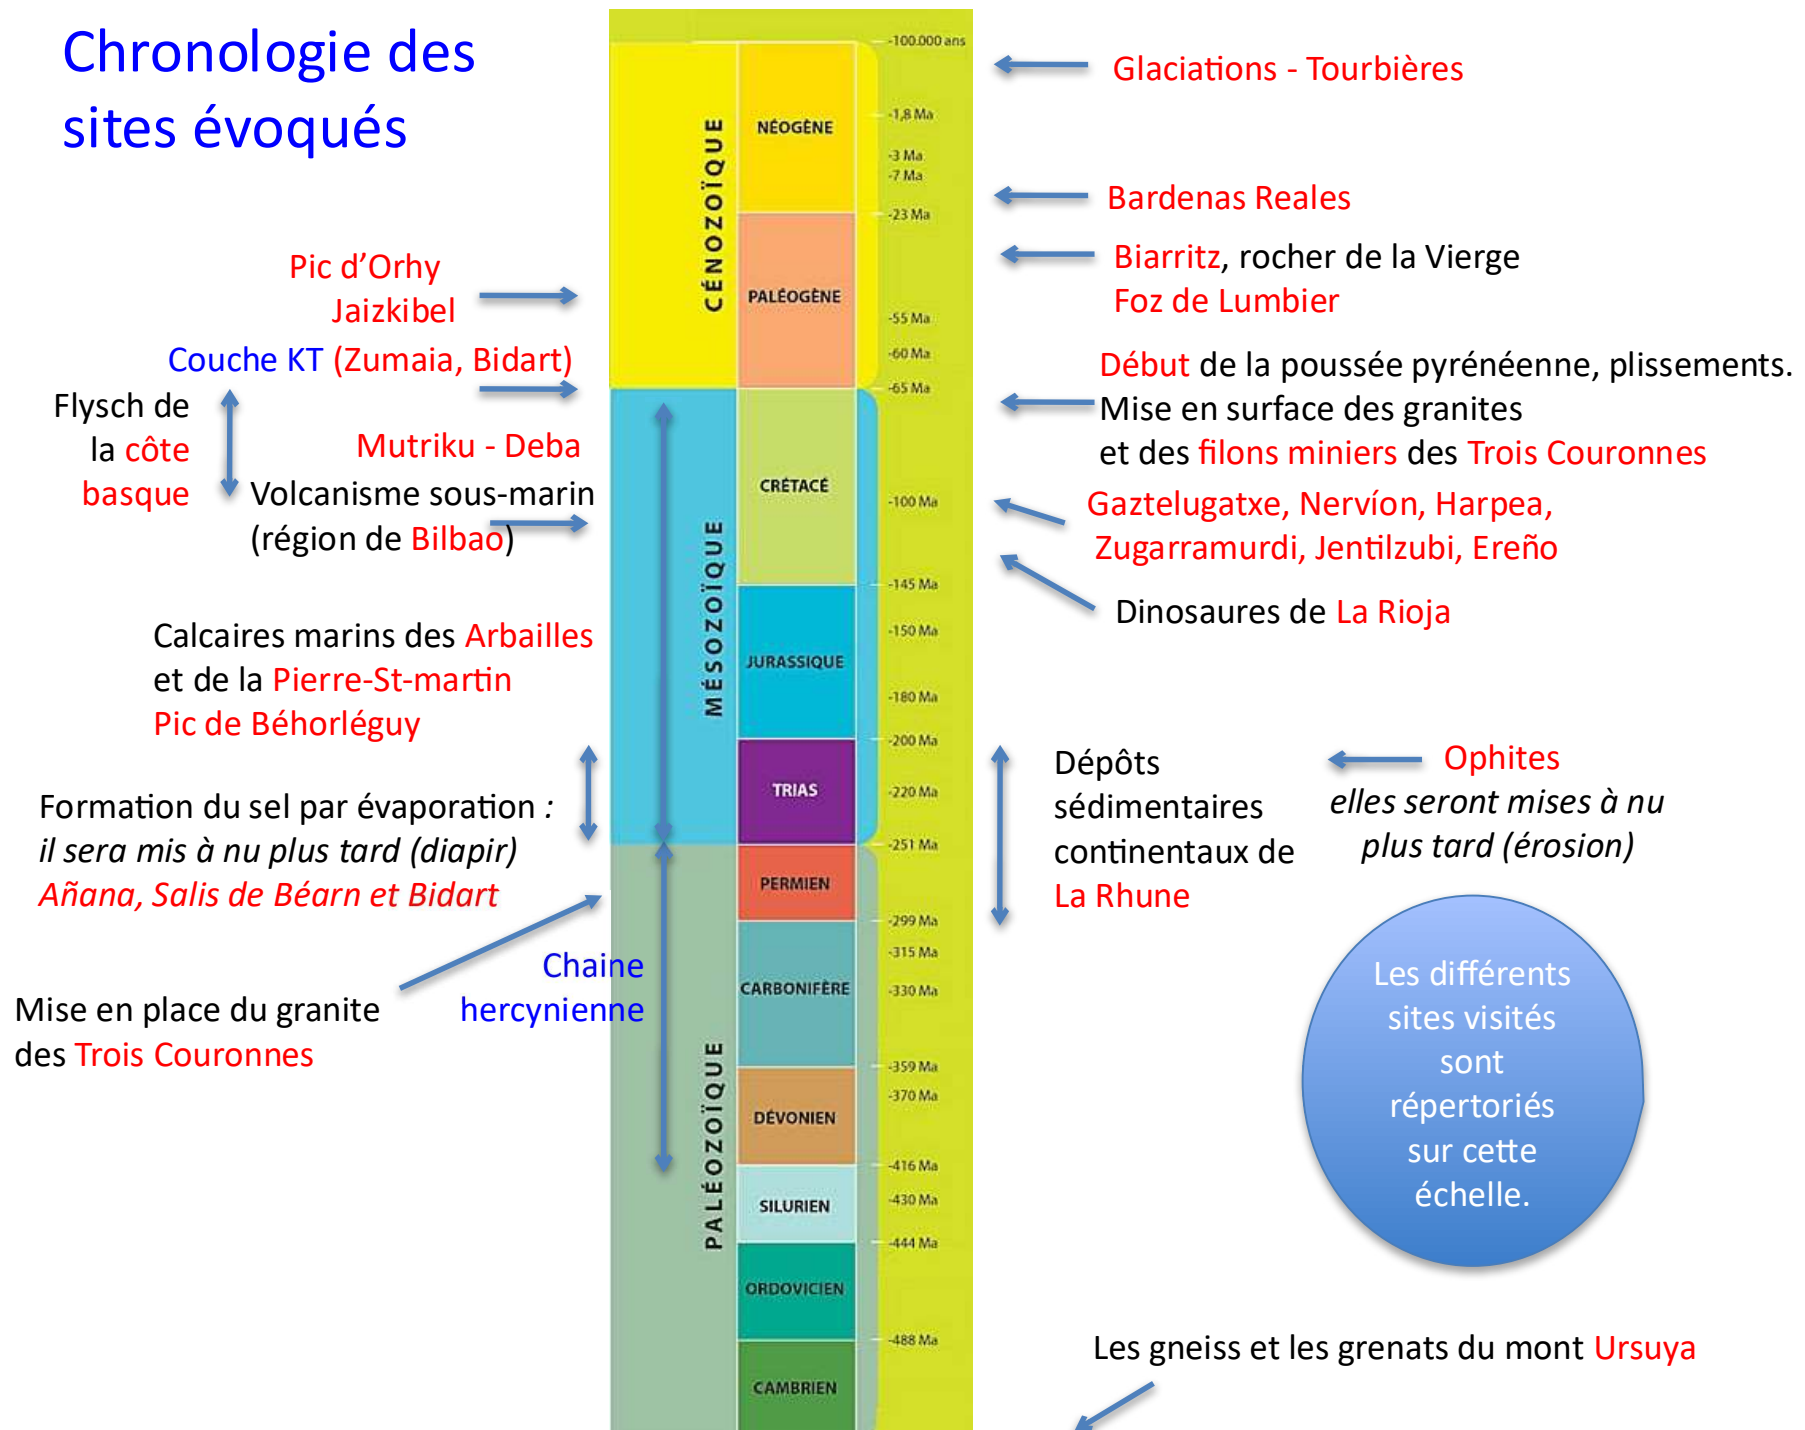 Chronologie des
sites évoqués
Pic d’Orhy
Jaizkibel
Couche KT (Zumaia, Bidart)
Flysch de
la côte
basque
Mutriku - Deba
Volcanisme sous-marin
(région de Bilbao)
Calcaires marins des Arbailles
et de la Pierre-St-martin
Pic de Béhorléguy
Formation du sel par évaporation :
il sera mis à nu plus tard (diapir)
Añana, Salis de Béarn et Bidart
Chaine
hercynienne
Mise en place du granite
des Trois Couronnes
CÉNOZOÏQUE
MÉSOZOÏQUE
PALÉOZOÏQUE
NÉOGÈNE
PALÉOGÈNE
CRÉTACÉ
JURASSIQUE
TRIAS
PERMIEN
CARBONIFÈRE
DÉVONIEN
SILURIEN
ORDOVICIEN
CAMBRIEN
-100.000 ans
-1,8 Ma
-3 Ma
-7 Ma
-23 Ma
-55 Ma
-60 Ma
-65 Ma
-100 Ma
-145 Ma
-150 Ma
-180 Ma
-200 Ma
-220 Ma
-251 Ma
-299 Ma
-315 Ma
-330 Ma
-359 Ma
-370 Ma
-416 Ma
-430 Ma
-444 Ma
-488 Ma
Glaciations - Tourbières
Bardenas Reales
Biarritz, rocher de la Vierge
Foz de Lumbier
Début de la poussée pyrénéenne, plissements.
Mise en surface des granites
et des filons miniers des Trois Couronnes
Gaztelugatxe, Nervíon, Harpea,
Zugarramurdi, Jentilzubi, Ereño
Dinosaures de La Rioja
Dépôts
sédimentaires
continentaux de
La Rhune
Ophites
elles seront mises à nu
plus tard (érosion)
Les différents
sites visités
sont
répertoriés
sur cette
échelle.
Les gneiss et les grenats du mont Ursuya